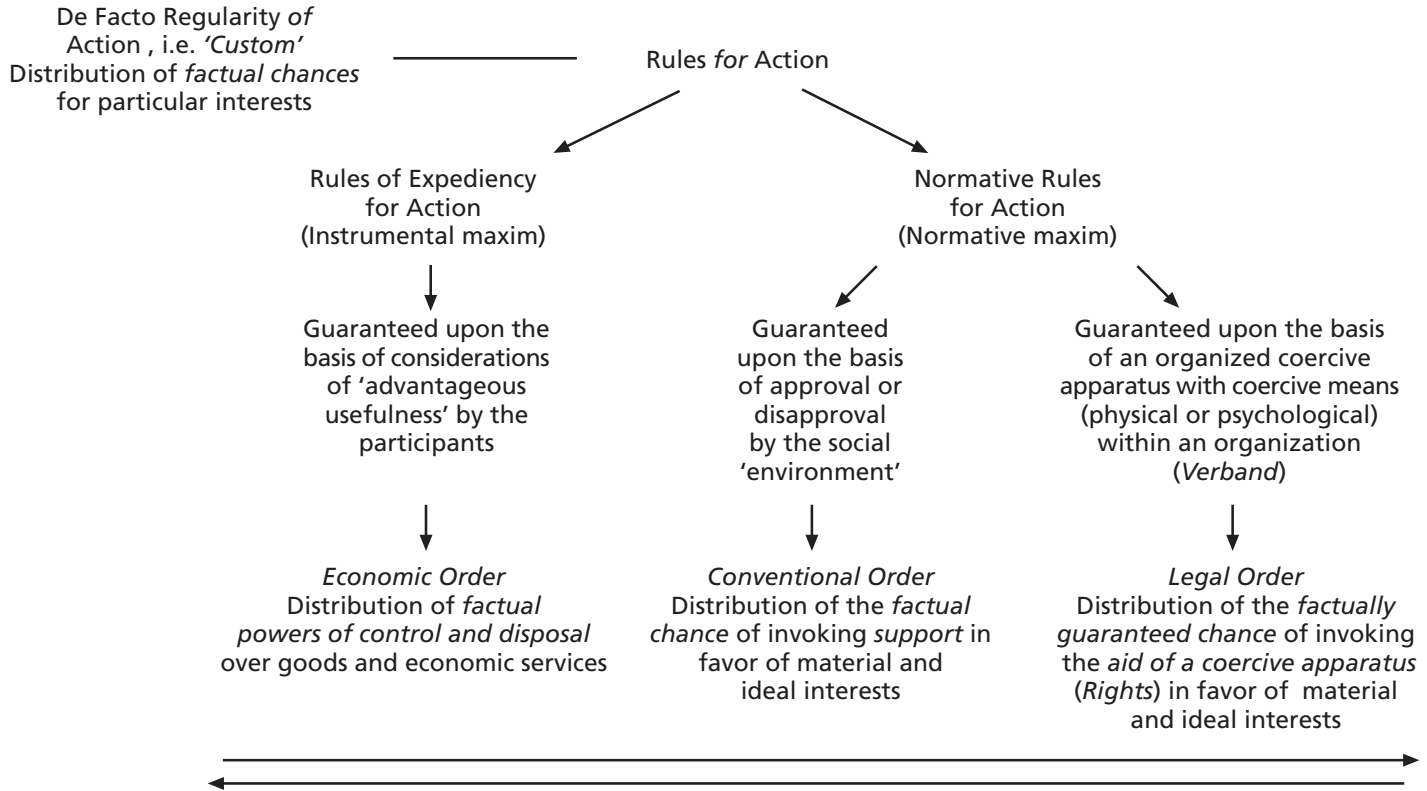 De Facto Regularity of
Action , i.e. ‘Custom’
Distribution of factual chances
for particular interests
Rules for Action
Rules of Expediency
for Action
(Instrumental maxim)
Normative Rules
for Action
(Normative maxim)
Guaranteed upon the
basis of considerations
of ‘advantageous
usefulness’ by the
participants
Guaranteed
upon the basis
of approval or
disapproval
by the social
‘environment’
Guaranteed upon the basis
of an organized coercive
apparatus with coercive means
(physical or psychological)
within an organization
(Verband)
Economic Order
Distribution of factual
powers of control and disposal
over goods and economic services
Conventional Order
Distribution of the factual
chance of invoking support in
favor of material and
ideal interests
Legal Order
Distribution of the factually
guaranteed chance of invoking
the aid of a coercive apparatus
(Rights) in favor of material
and ideal interests